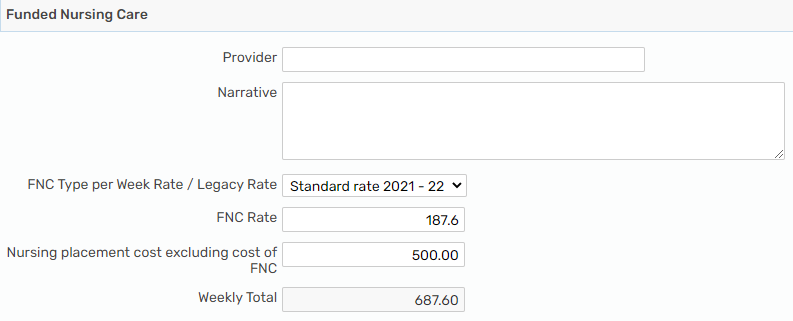 Funded Nursing Care
Provider
Narrative
FNC Type per Week Rate / Legacy Rate Standard rate 2021 - 22
FNC Rate 187.6
Nursing placement cost excluding cost of 500.00
FNC
Weekly Total 687.60